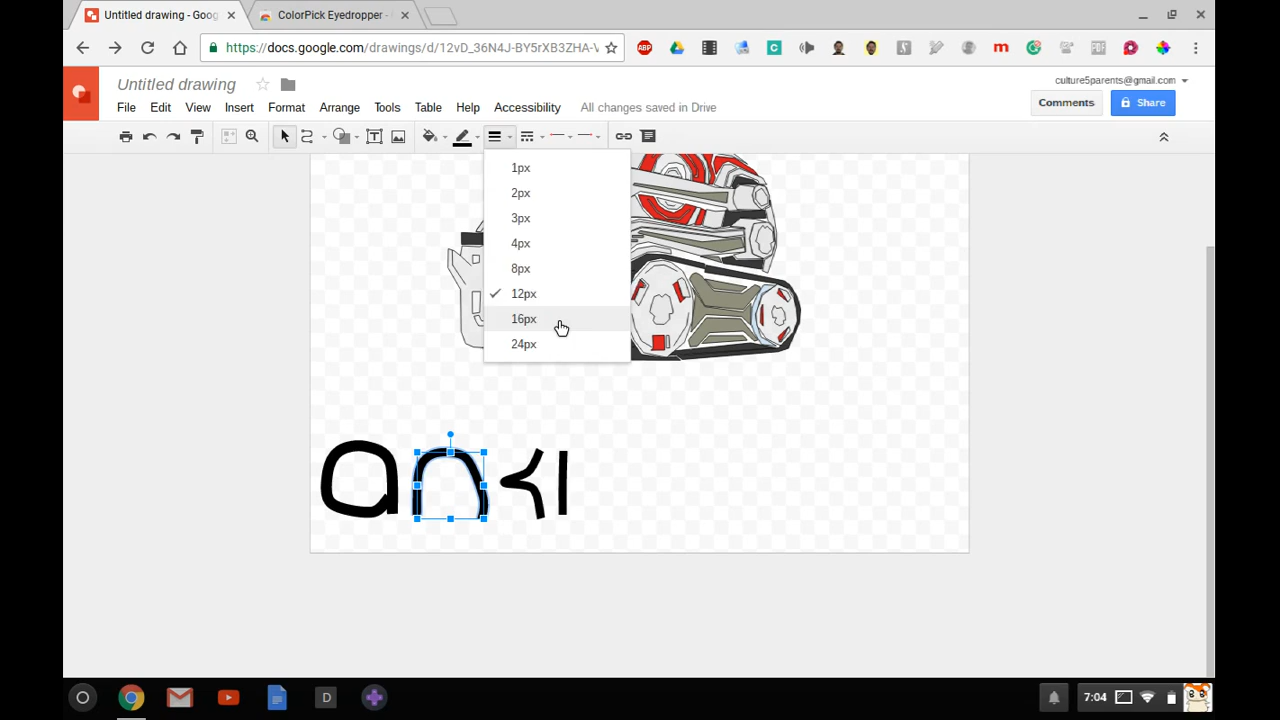 Untitled drawing - Goo
ColorPick Eyedropper -
https://docs.google.com/drawings/d/12vD_36N4J-BY5rXB3ZHA-V
Untitled drawing
culture5parents@gmail.com
File Edit View Insert Format Arrange Tools Table Help Accessibility All changes saved in Drive
Comments Share
1px
2px
3px
4px
8px
12px
16px
24px
7:04